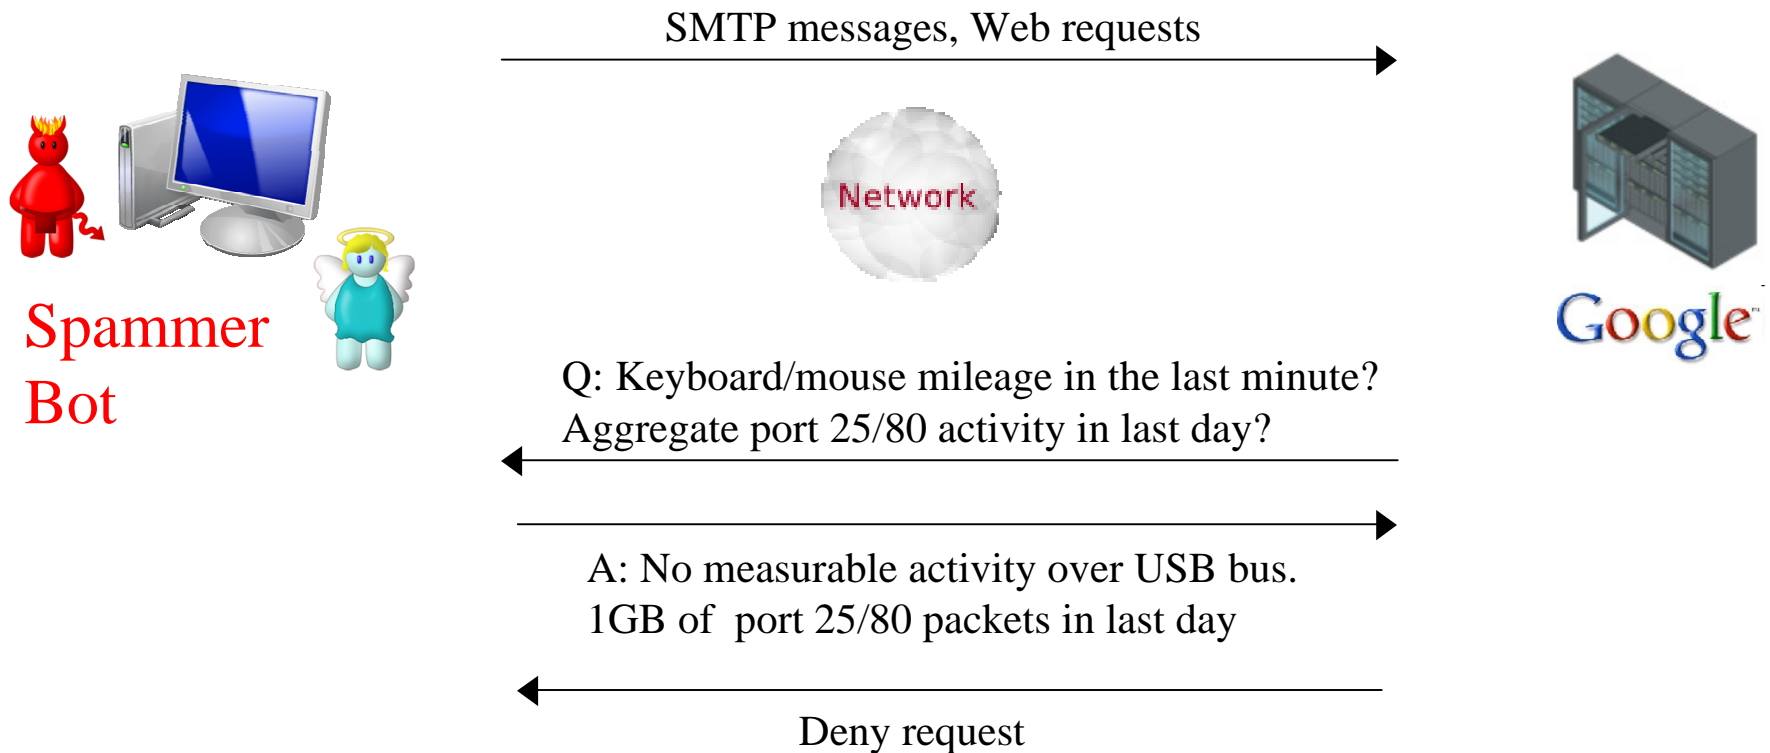 SMTP messages, Web requests
Network
Spammer
Bot
Google™
Q: Keyboard/mouse mileage in the last minute?
Aggregate port 25/80 activity in last day?
A: No measurable activity over USB bus.
1GB of port 25/80 packets in last day
Deny request